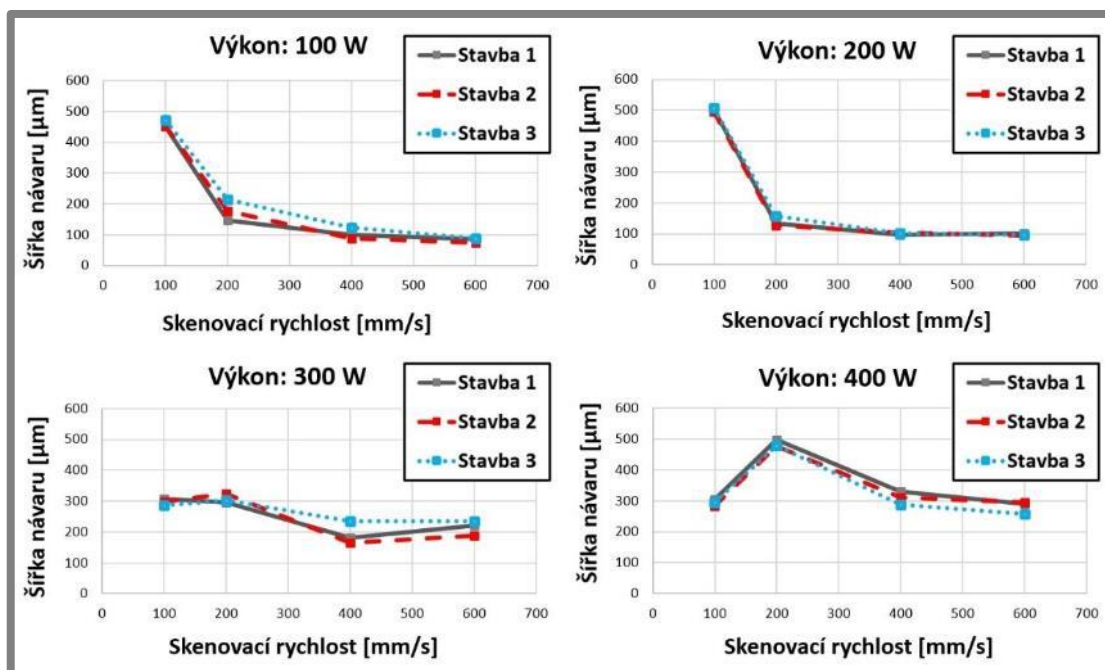 Výkon: 100 W
Stavba 1
Stavba 2
Stavba 3
Šířka návaru [µm]
600
500
400
300
200
100
0
0 100 200 300 400 500 600 700
Skenovací rychlost [mm/s]
Výkon: 200 W
Stavba 1
Stavba 2
Stavba 3
Šířka návaru [µm]
600
500
400
300
200
100
0
0 100 200 300 400 500 600 700
Skenovací rychlost [mm/s]
Výkon: 300 W
Stavba 1
Stavba 2
Stavba 3
Šířka návaru [µm]
600
500
400
300
200
100
0
0 100 200 300 400 500 600 700
Skenovací rychlost [mm/s]
Výkon: 400 W
Stavba 1
Stavba 2
Stavba 3
Šířka návaru [µm]
600
500
400
300
200
100
0
0 100 200 300 400 500 600 700
Skenovací rychlost [mm/s]